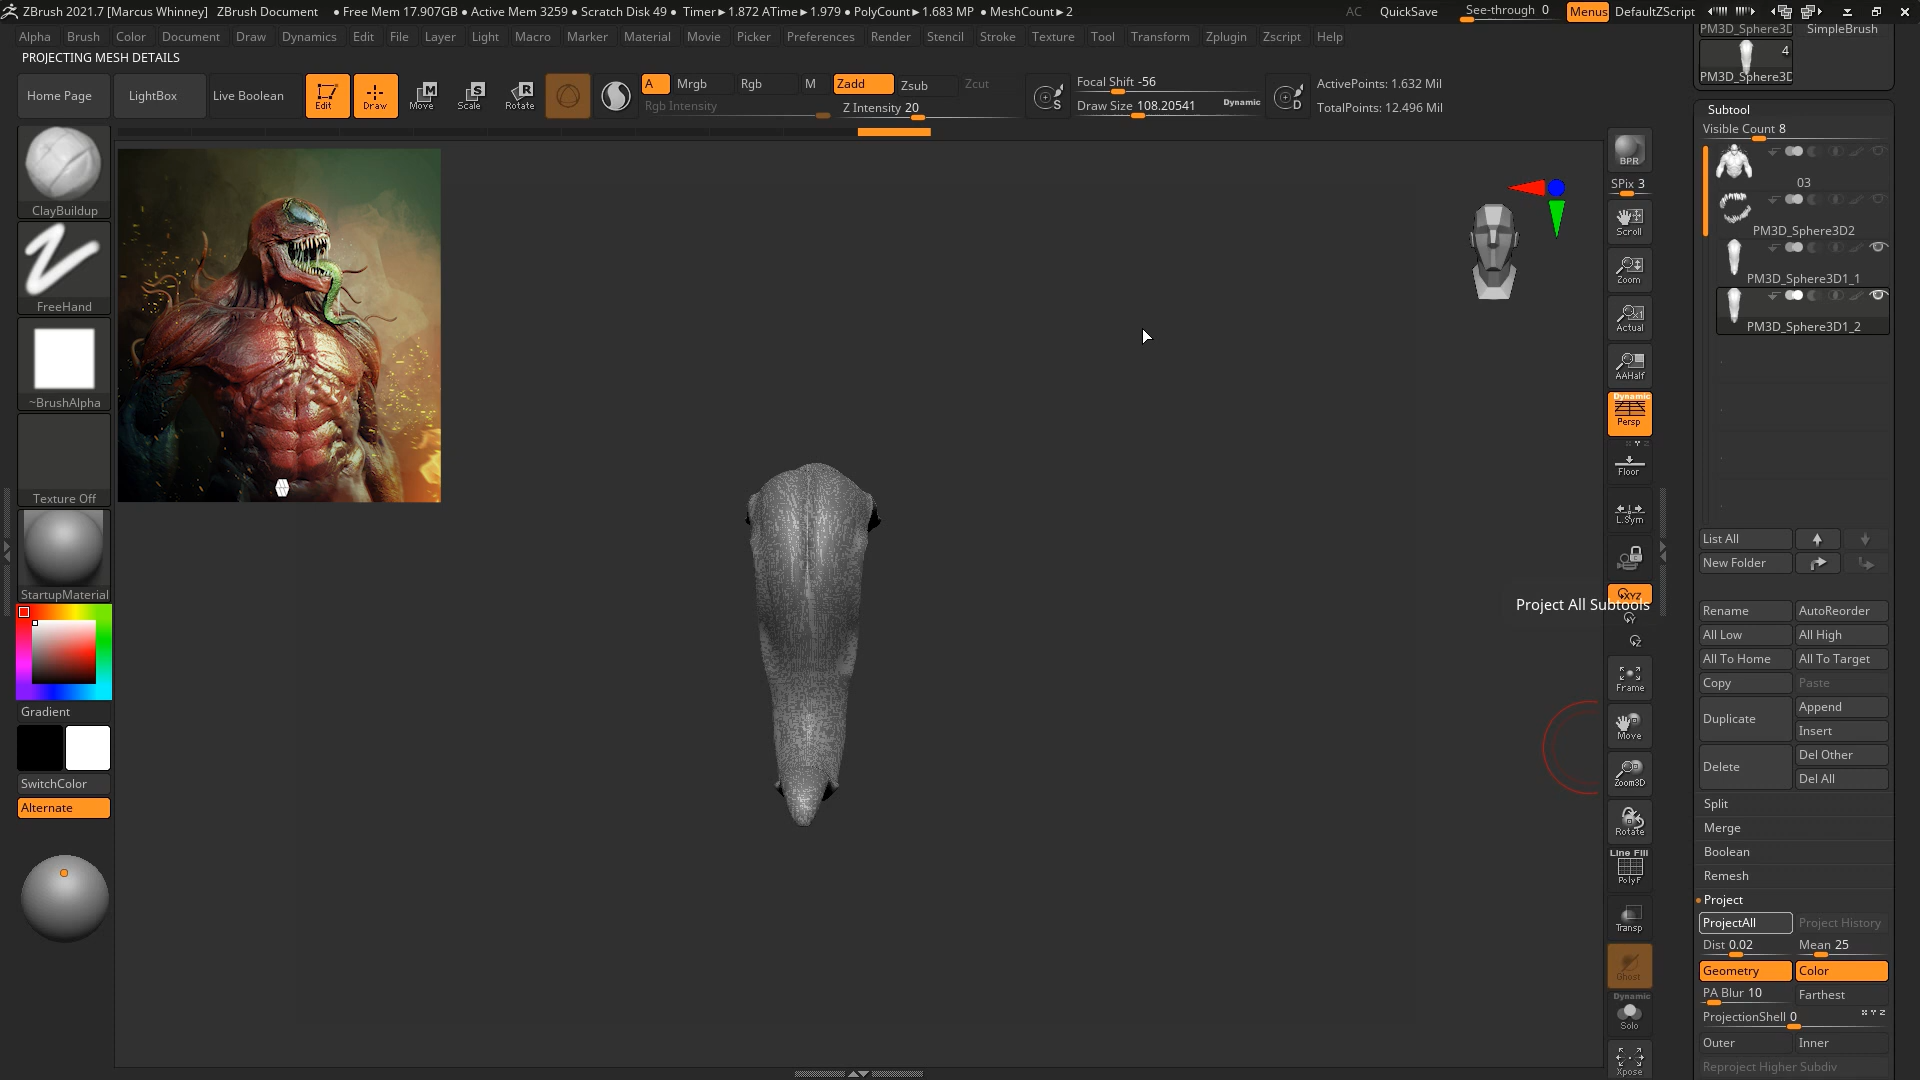 ZBrush 2021.7 [Marcus Whinney] ZBrush Document ● Free Mem 17.907GB ● Active Mem 3259 ● Scratch Disk 49 ● Timer►1.872 ATime►1.979 ● PolyCount►1.683 MP ● MeshCount►2 AC QuickSave See-through 0 Menus DefaultZScript
Alpha Brush Color Document Draw Dynamics Edit File Layer Light Macro Marker Material Movie Picker Preferences Render Stencil Stroke Texture Tool Transform Zplugin Zscript Help
PROJECTING MESH DETAILS
Home Page LightBox Live Boolean Edit Draw Move Scale Rotate
A Mrgb Rgb M Zadd Zsub Zcut
Rgb Intensity Z Intensity 20
Focal Shift -56
Draw Size 108.20541 Dynamic
ActivePoints: 1.632 Mil
TotalPoints: 12.496 Mil
ClayBuildup
FreeHand
~BrushAlpha
Texture Off
StartupMaterial
Gradient
SwitchColor
Alternate
BPR
SPix 3
Scroll
Zoom
Actual
AAHalf
Dynamic
Persp
Floor
L.Sym
XYZ
Project All Subtools
Frame
Move
Zoom3D
Rotate
Line Fill
PolyF
Transp
Ghost
Dynamic
Solo
Xpose
SimpleBrush
4
Subtool
Visible Count 8
03
PM3D_Sphere3D2
PM3D_Sphere3D1_1
PM3D_Sphere3D1_2
List All
New Folder
Rename AutoReorder
All Low All High
All To Home All To Target
Copy Paste
Duplicate Append
Insert
Delete Del Other
Del All
Split
Merge
Boolean
Remesh
Project
ProjectAll Project History
Dist 0.02 Mean 25
Geometry Color
PA Blur 10 Farthest
ProjectionShell 0
Outer Inner
Reproject Higher Subdiv